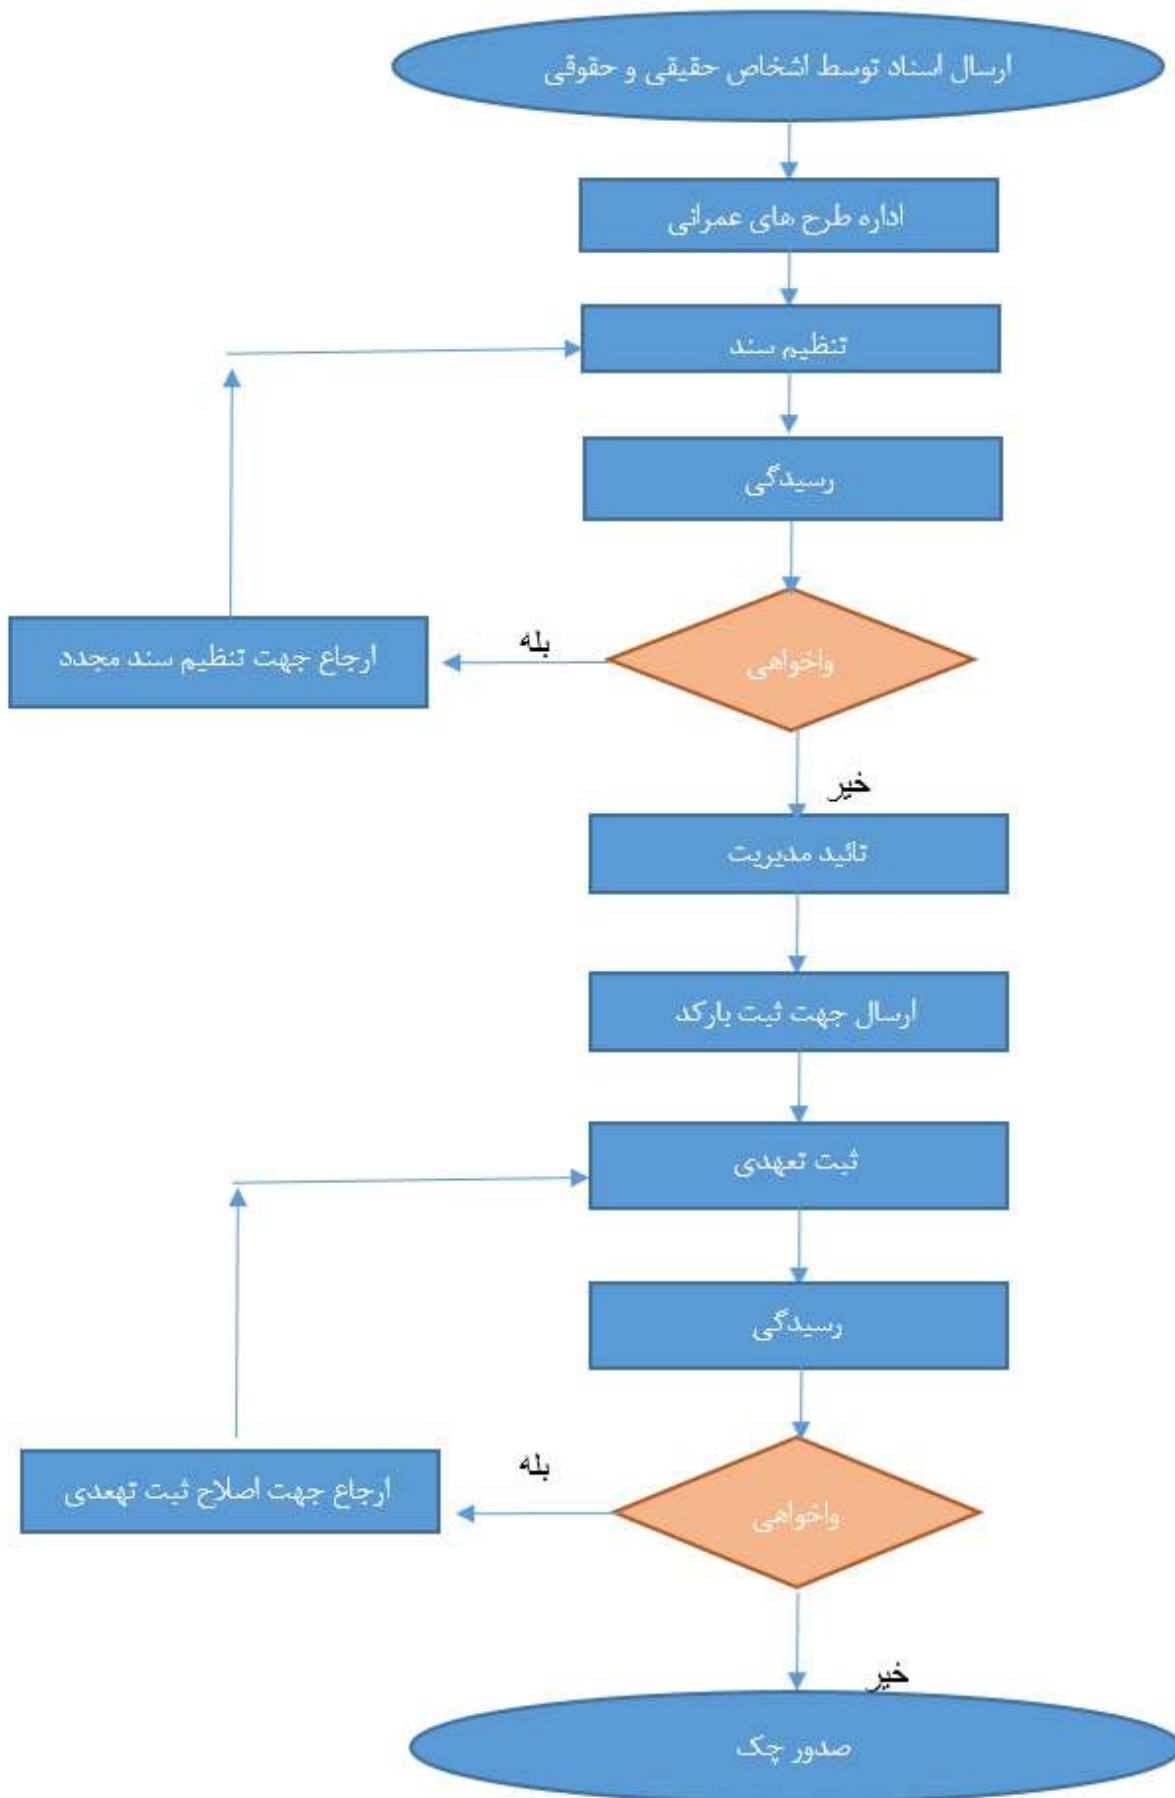 ارسال اسناد توسط اشخاص حقیقی و حقوقی
اداره طرح های عمرانی
تنظیم سند
رسیدگی
واخواهی
بله
ارجاع جهت تنظیم سند مجدد
خیر
تائید مدیریت
ارسال جهت ثبت بارکد
ثبت تعهدی
رسیدگی
واخواهی
بله
ارجاع جهت اصلاح ثبت تهعدی
خیر
صدور چک